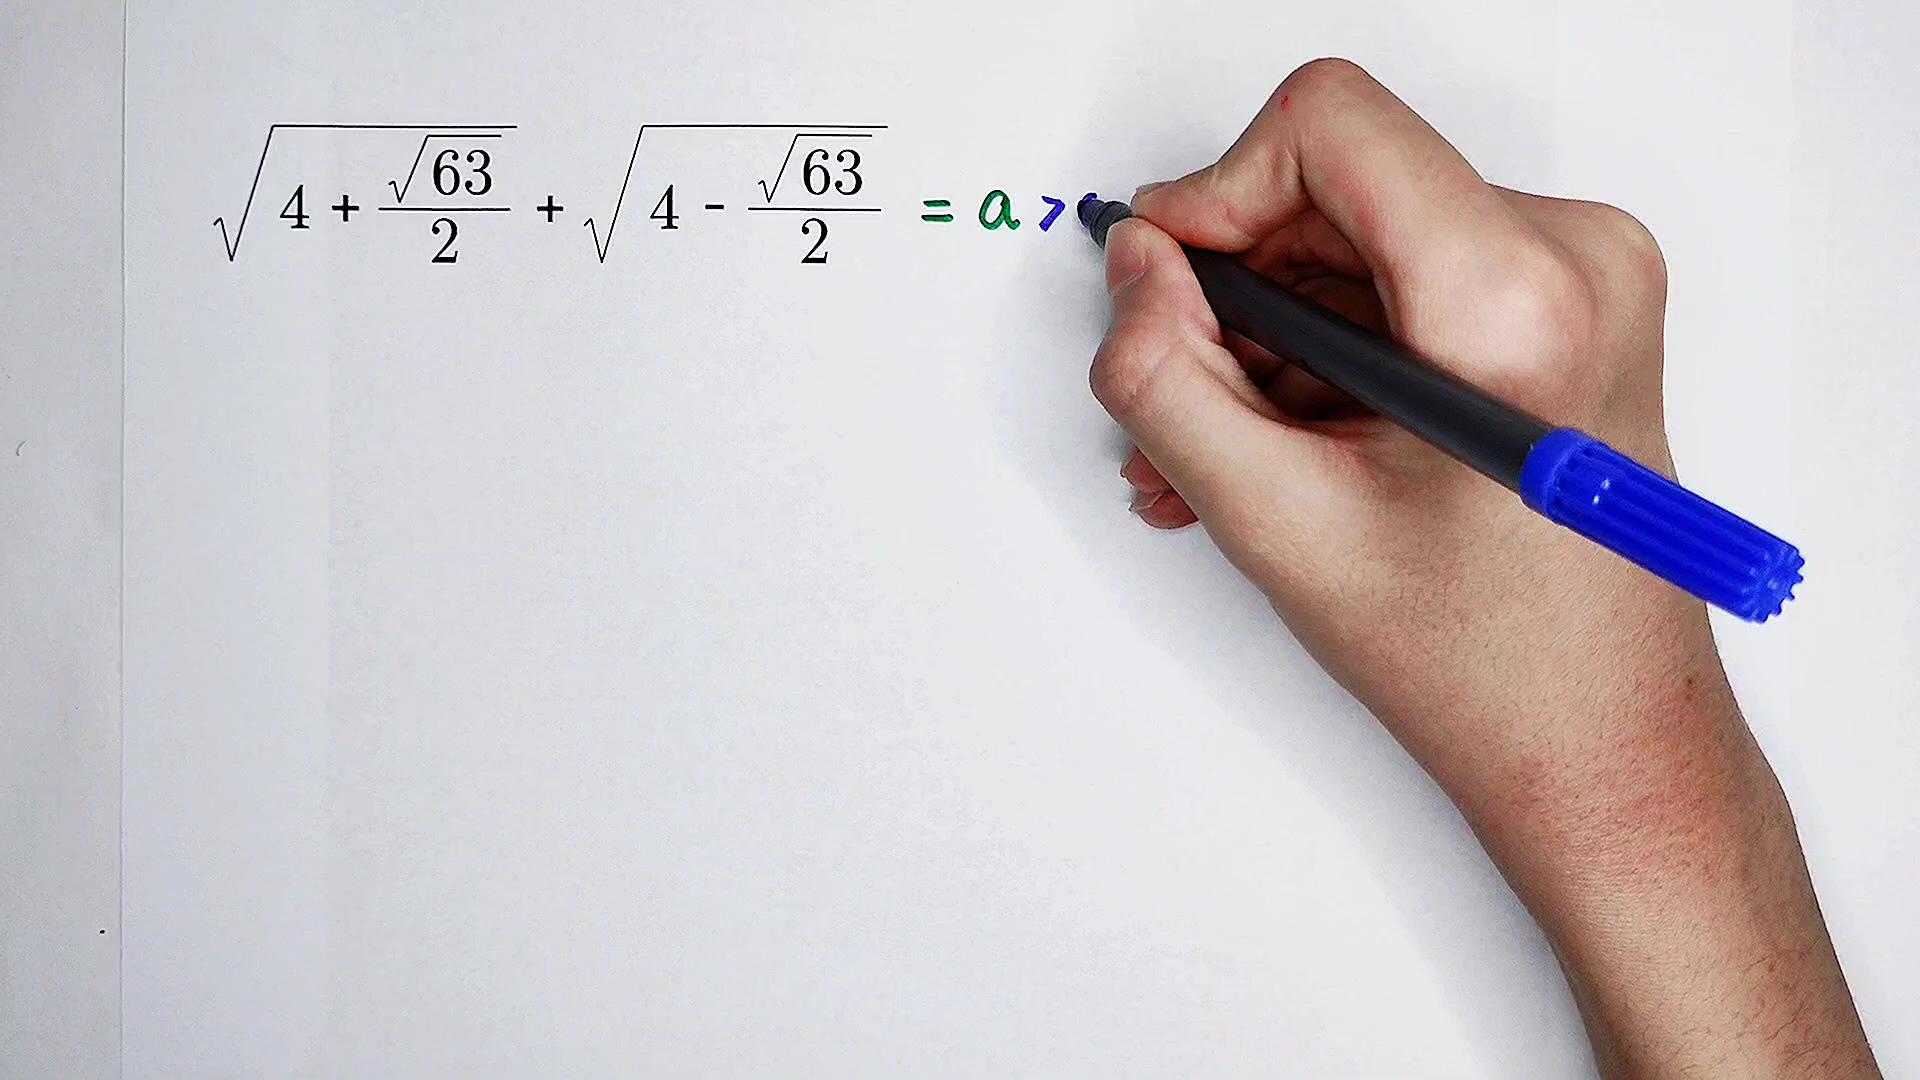 √(4 + √63/2) + √(4 - √63/2) = a >